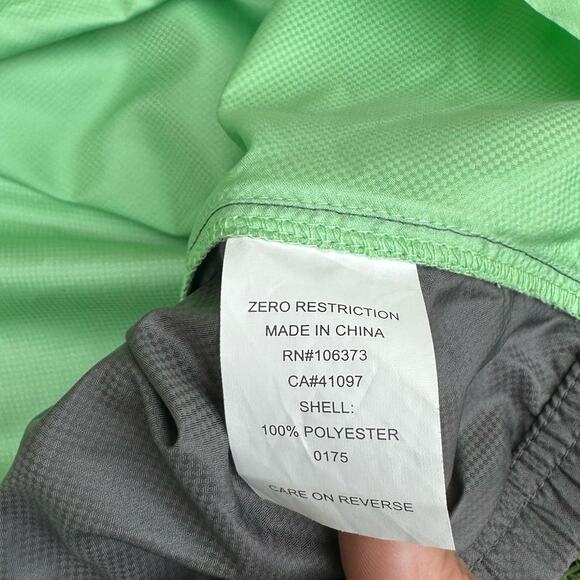 ZERO RESTRICTION
MADE IN CHINA
RN#106373
CA#41097
SHELL:
100% POLYESTER
0175
CARE ON REVERSE